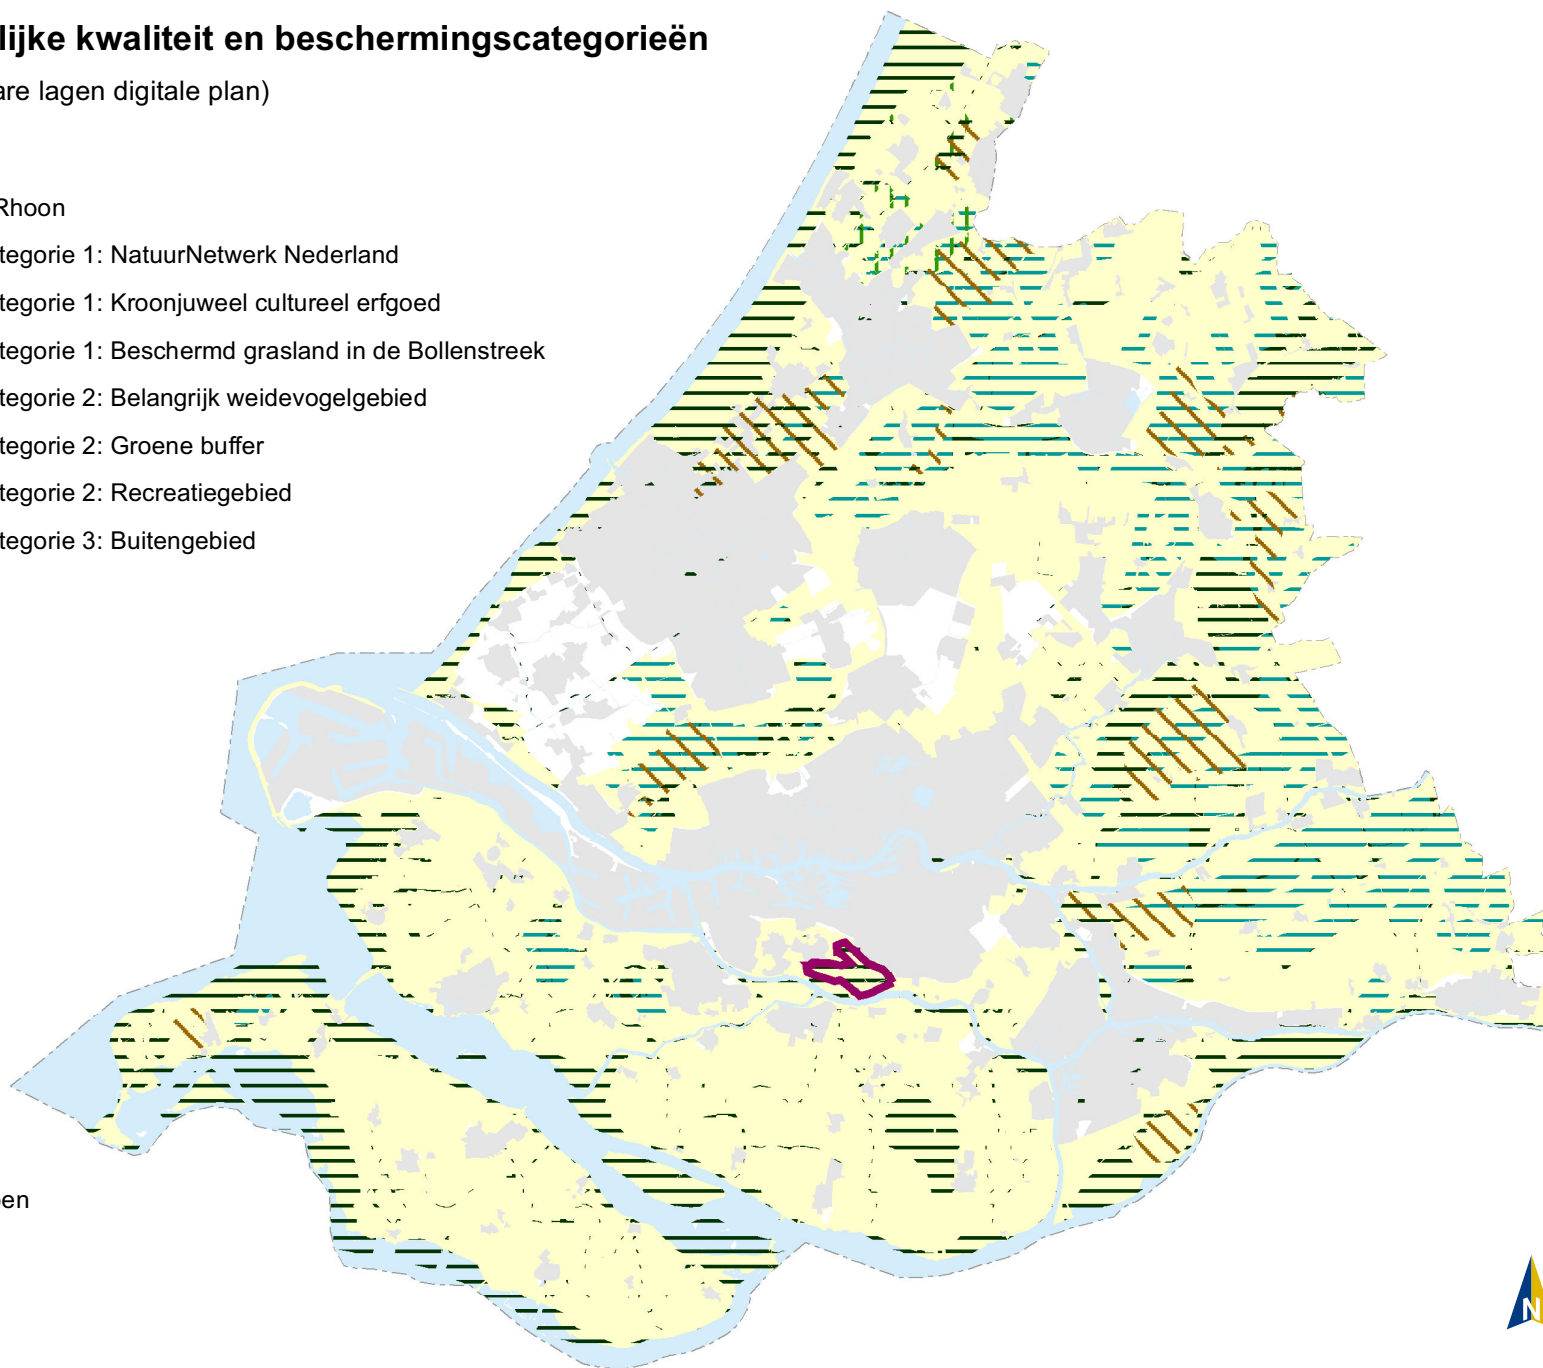 lijke kwaliteit en beschermingscategorieën
are lagen digitale plan)
Rhoon
tegorie 1: NatuurNetwerk Nederland
tegorie 1: Kroonjuweel cultureel erfgoed
tegorie 1: Beschermd grasland in de Bollenstreek
tegorie 2: Belangrijk weidevogelgebied
tegorie 2: Groene buffer
tegorie 2: Recreatiegebied
tegorie 3: Buitengebied
en
N